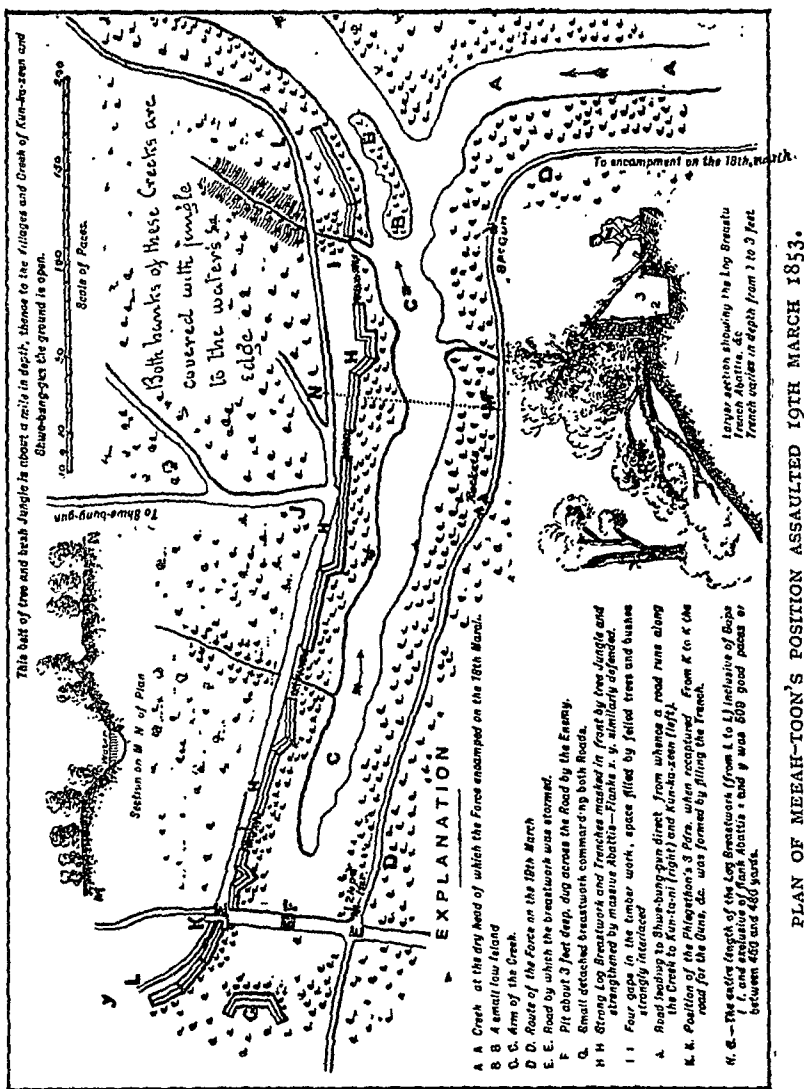 This belt of tree and bush Jungle is about a mile in depth, thence to the Villages and Creek of Kun-ka-zeen and
Shwe-bung-gun the ground is open.
Scale of Paces.
50
100
150
200
Both banks of these Creeks are
covered with jungle
to the waters
edge
To Shwe-bung-gun
Section on M N of Plan
Water
M
N
y
L
K
H
J
H
N
H
I
B
B
A
A
A
C
C
G
F
E
D
D
M
Rockets
To encampment on the 18th, March.
Larger section showing the Log Breastu
Trench Abattis, &c
Trench varies in depth from 1 to 3 feet.
3
2
EXPLANATION
A A Creek at the dry head of which the Force encamped on the 18th March.
B B A small low Island
C. C. Arm of the Creek.
D D. Route of the Force on the 19th March
E. E. Road by which the breastwork was stormed.
F Pit about 3 feet deep, dug across the Road by the Enemy.
G. Small detached breastwork commarding both Roads.
H H Strong Log Breastwork and Trenches masked in front by tree Jungle and
strengthened by massive Abattis—Flanks x. y. similarly defended.
I I Four gaps in the timber work, space filled by felled trees and bushes
strongly interlaced
Road leading to Shwe-bung-gun direct from whence a road runs along
the Creek to Kun-ta-ni (right) and Kun-ka-zeen (left).
K K. Position of the Phlegethon's 3 Pdrs. when recaptured From K to K the
road for the Guns, &c. was formed by filling the Trench.
N. B.—The entire length of the Log Breastwork (from L to L) inclusive of Gaps
I I. and exclusive of flank Abattis x and y was 509 good paces or
between 450 and 460 yards.
PLAN OF MEEAH-TOON'S POSITION ASSAULTED 19TH MARCH 1853.